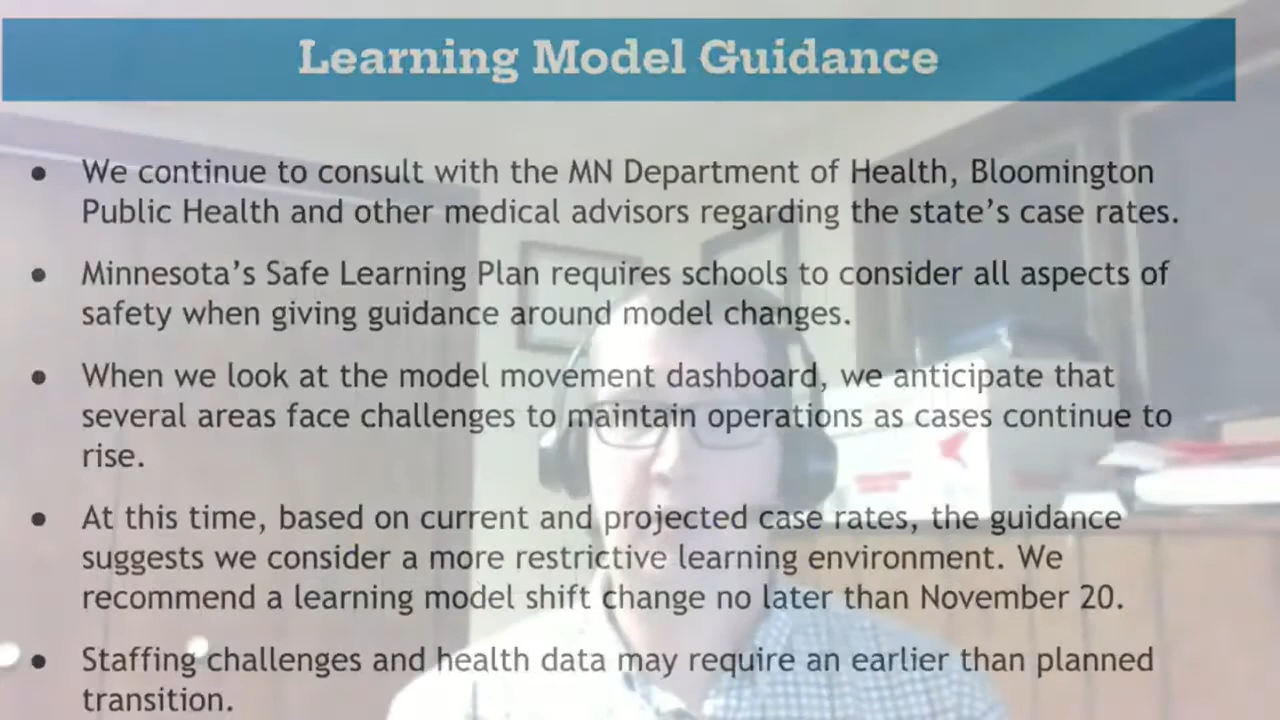 Learning Model Guidance
● We continue to consult with the MN Department of Health, Bloomington
Public Health and other medical advisors regarding the state’s case rates.
● Minnesota’s Safe Learning Plan requires schools to consider all aspects of
safety when giving guidance around model changes.
● When we look at the model movement dashboard, we anticipate that
several areas face challenges to maintain operations as cases continue to
rise.
● At this time, based on current and projected case rates, the guidance
suggests we consider a more restrictive learning environment. We
recommend a learning model shift change no later than November 20.
● Staffing challenges and health data may require an earlier than planned
transition.